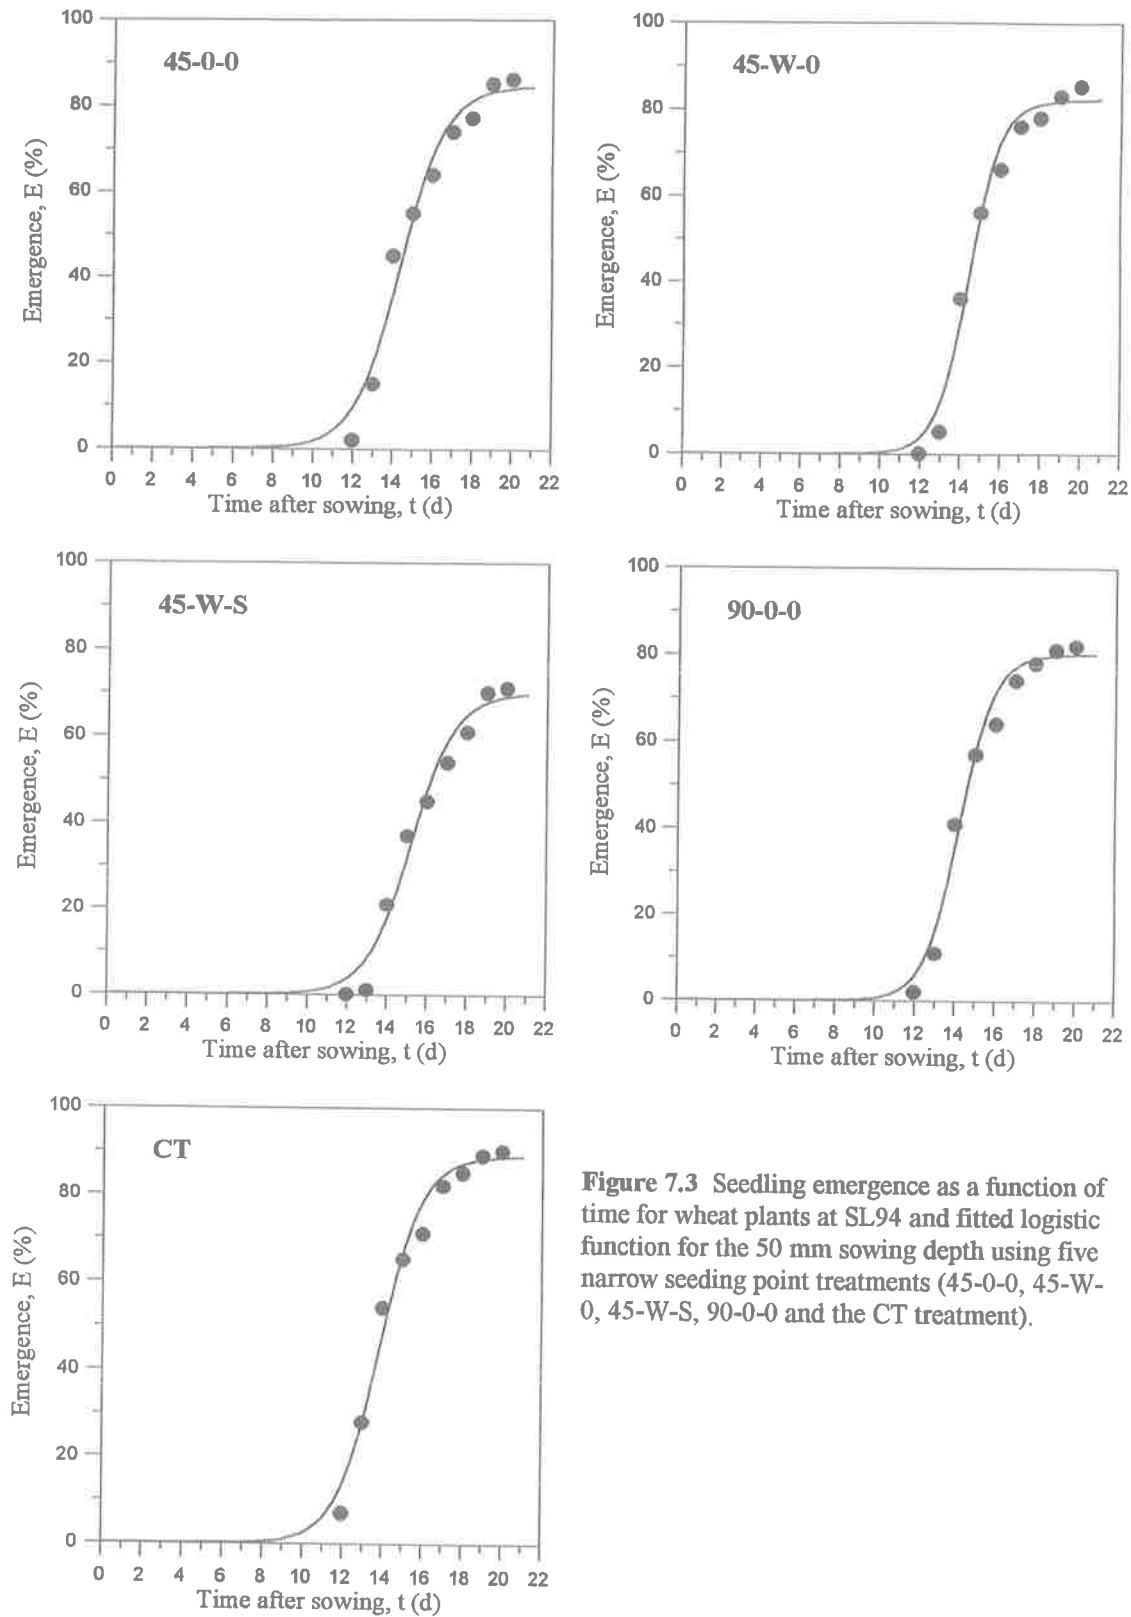 45-0-0
100
80
60
40
20
0
Emergence, E (%)
0 2 4 6 8 10 12 14 16 18 20 22
Time after sowing, t (d)
45-W-0
100
80
60
40
20
0
Emergence, E (%)
0 2 4 6 8 10 12 14 16 18 20 22
Time after sowing, t (d)
45-W-S
100
80
60
40
20
0
Emergence, E (%)
0 2 4 6 8 10 12 14 16 18 20 22
Time after sowing, t (d)
90-0-0
100
80
60
40
20
0
Emergence, E (%)
0 2 4 6 8 10 12 14 16 18 20 22
Time after sowing, t (d)
CT
100
80
60
40
20
0
Emergence, E (%)
0 2 4 6 8 10 12 14 16 18 20 22
Time after sowing, t (d)
Figure 7.3 Seedling emergence as a function of
time for wheat plants at SL94 and fitted logistic
function for the 50 mm sowing depth using five
narrow seeding point treatments (45-0-0, 45-W-
0, 45-W-S, 90-0-0 and the CT treatment).